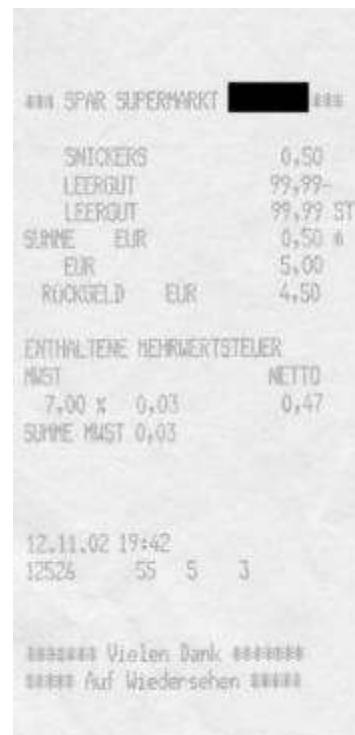 *** SPAR SUPERMARKT ***
SNICKERS 0,50
LEERGUT 99,99-
LEERGUT 99,99 ST
SUMME EUR 0,50 *
EUR 5,00
RÜCKGELD EUR 4,50
ENTHALTENE MEHRWERTSTEUER
MWST NETTO
7,00 % 0,03 0,47
SUMME MWST 0,03
12.11.02 19:42
12526 55 5 3
******* Vielen Dank *******
***** Auf Wiedersehen *****